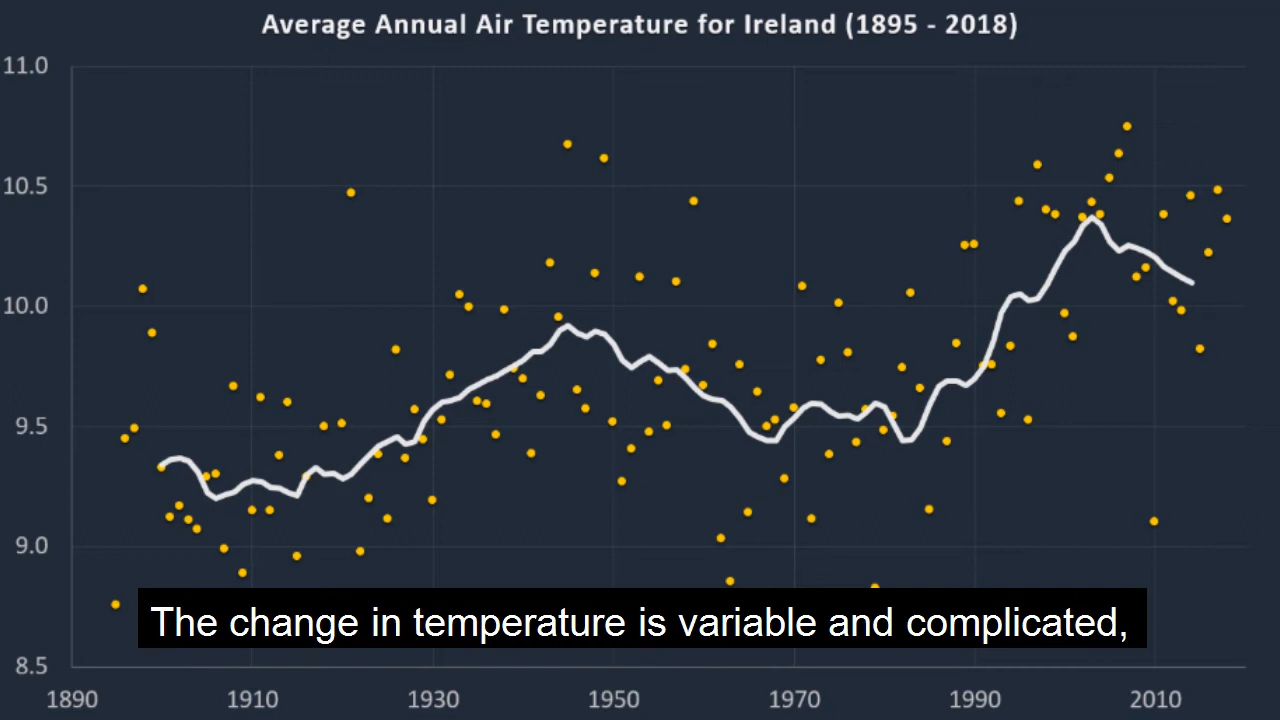 Average Annual Air Temperature for Ireland (1895 - 2018)
11.0
10.5
10.0
9.5
9.0
8.5
The change in temperature is variable and complicated,
1890 1910 1930 1950 1970 1990 2010